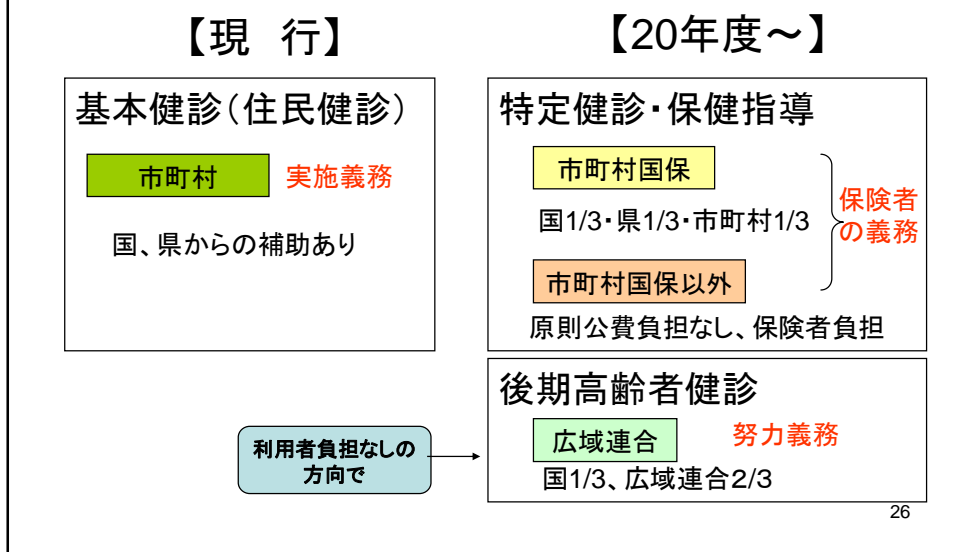 【現 行】
基本健診(住民健診)
市町村 実施義務
国、県からの補助あり
【20年度~】
特定健診・保健指導
市町村国保
国1/3・県1/3・市町村1/3
市町村国保以外
原則公費負担なし、保険者負担
保険者
の義務
後期高齢者健診
広域連合 努力義務
国1/3、広域連合2/3
利用者負担なしの
方向で
26